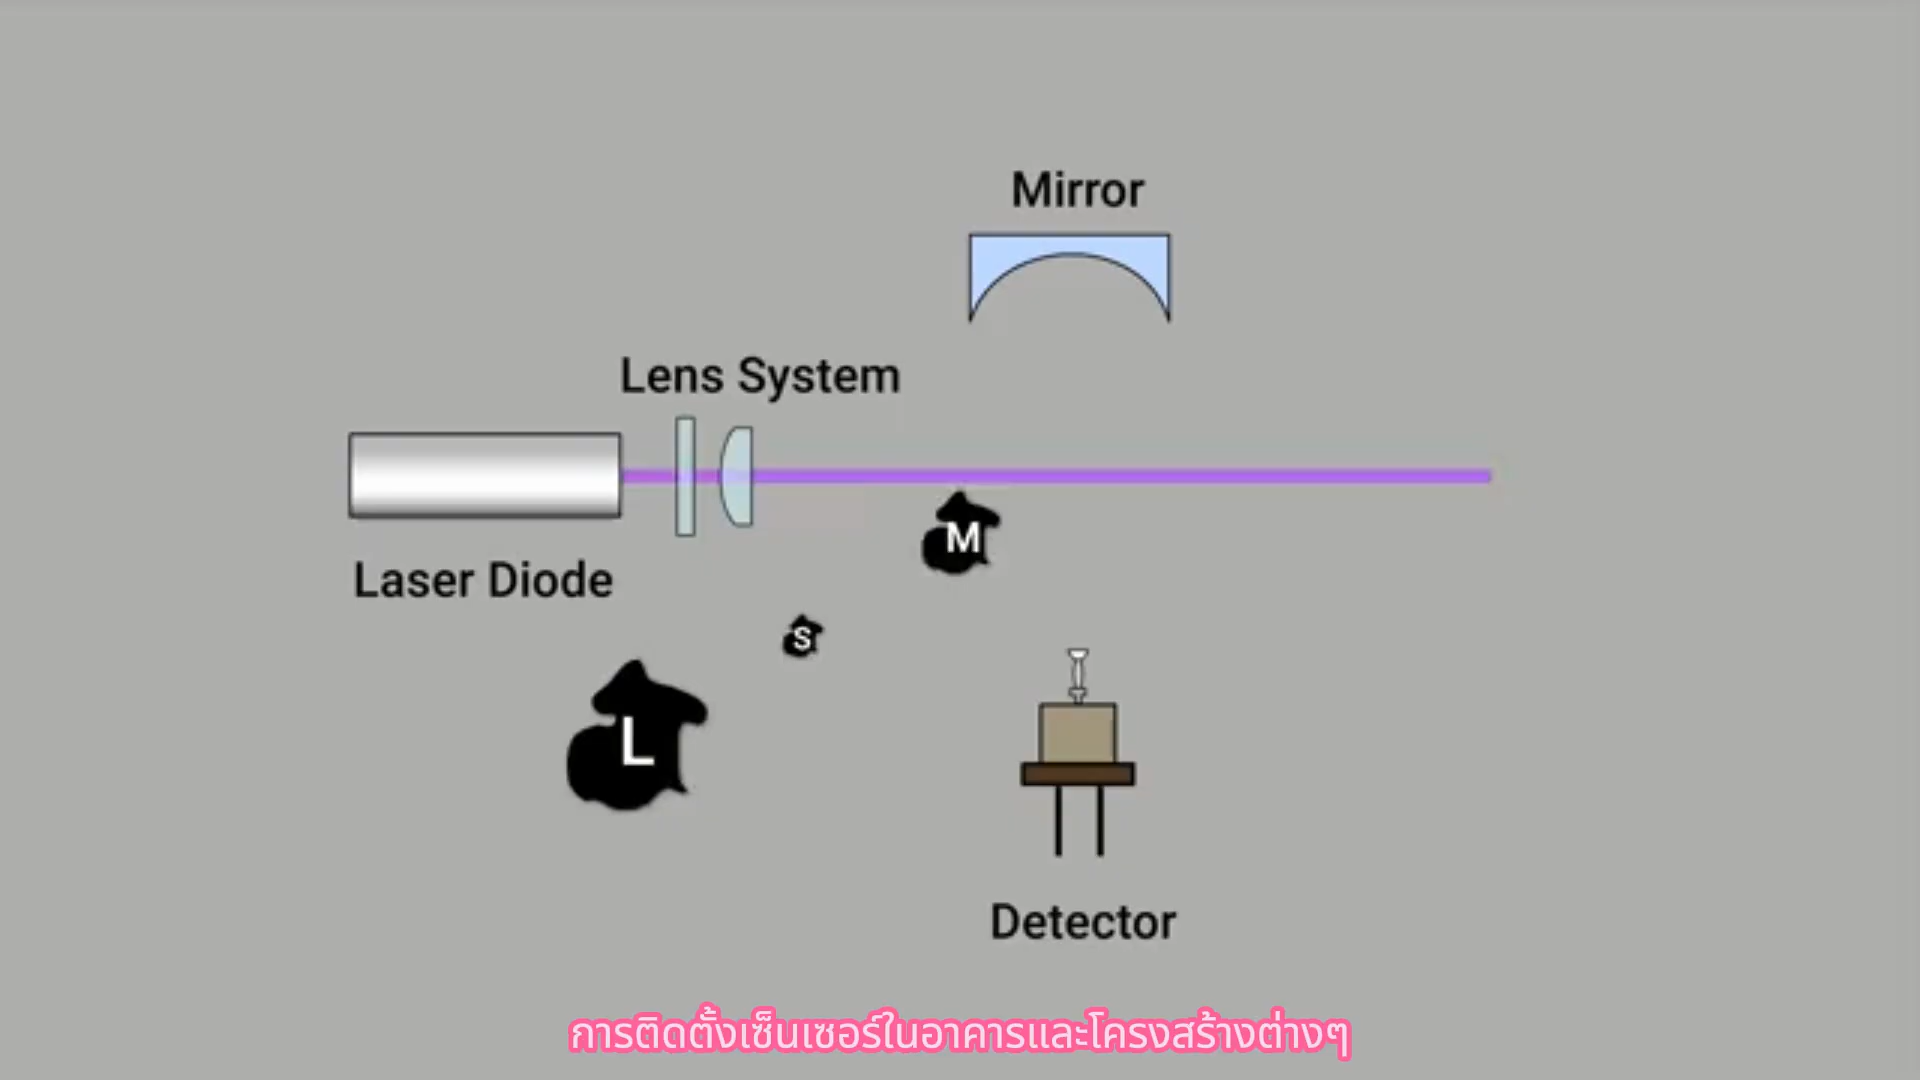 Mirror
Lens System
Laser Diode
M
S
L
Detector
การติดตั้งเซ็นเซอร์ในอาคารและโครงสร้างต่างๆ